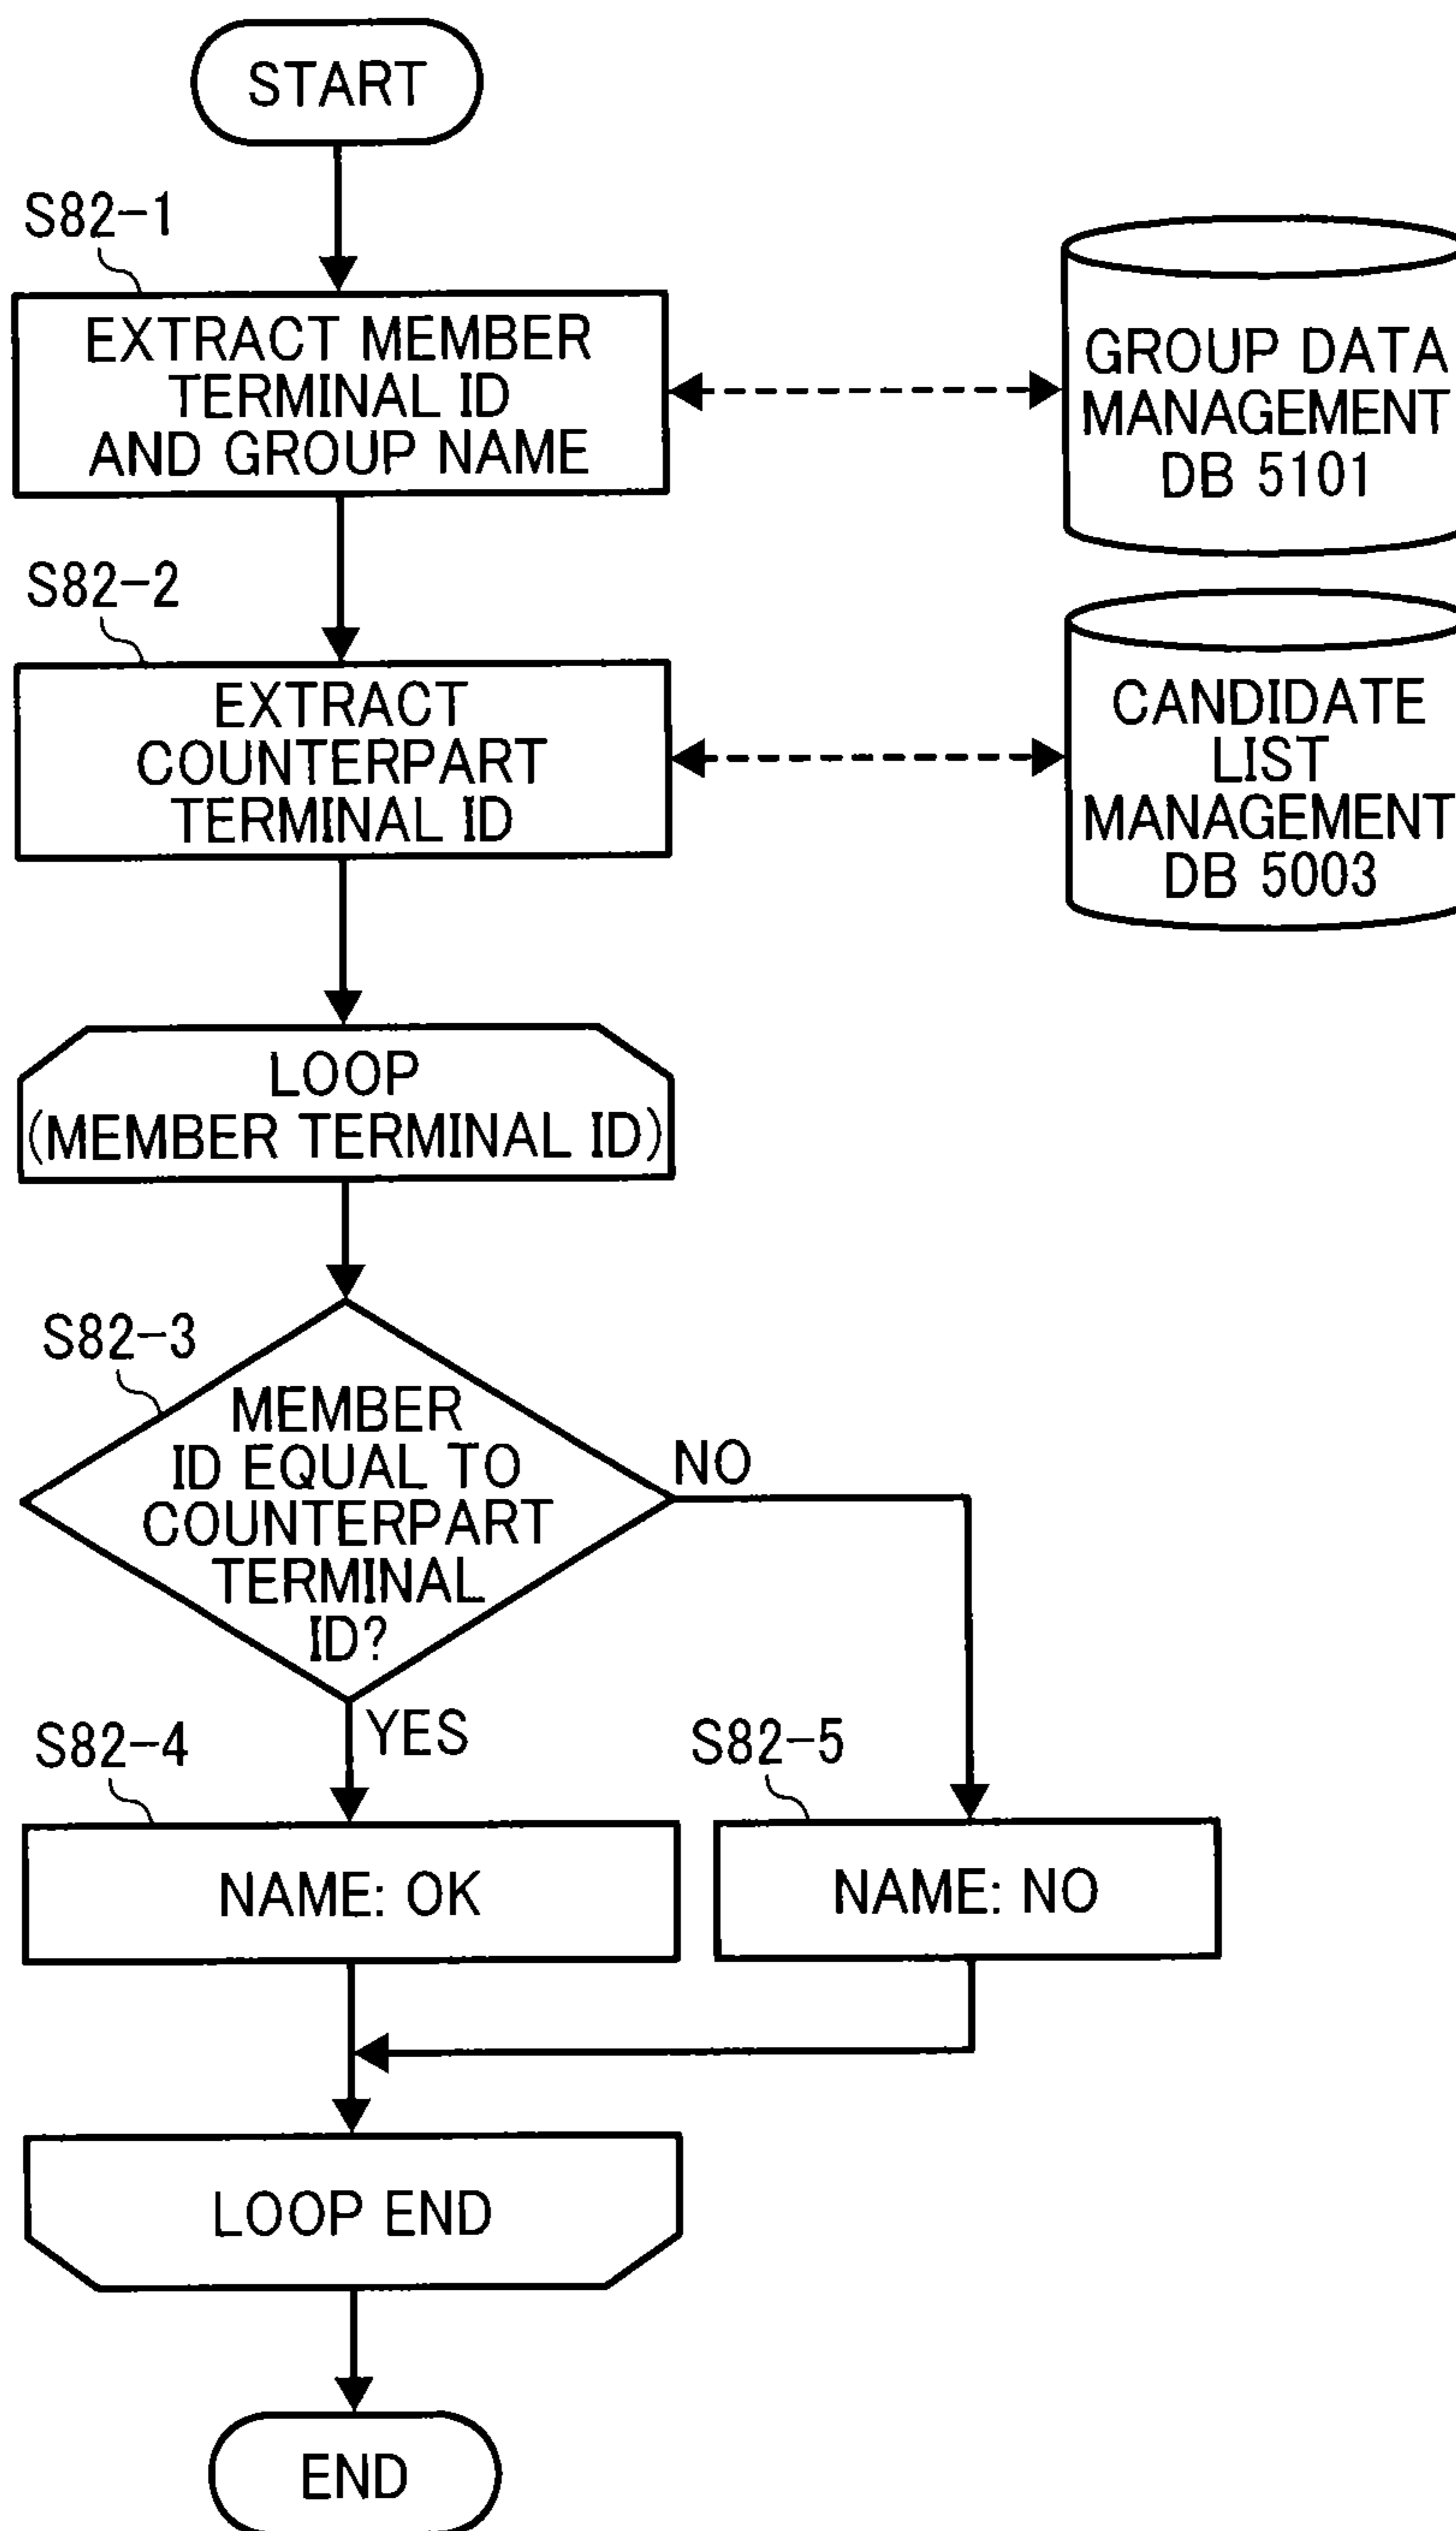 START
S82-1
EXTRACT MEMBER
TERMINAL ID
AND GROUP NAME
GROUP DATA
MANAGEMENT
DB 5101
S82-2
EXTRACT
COUNTERPART
TERMINAL ID
CANDIDATE
LIST
MANAGEMENT
DB 5003
LOOP
(MEMBER TERMINAL ID)
S82-3
MEMBER
ID EQUAL TO
COUNTERPART
TERMINAL
ID?
NO
YES
S82-4
NAME: OK
S82-5
NAME: NO
LOOP END
END